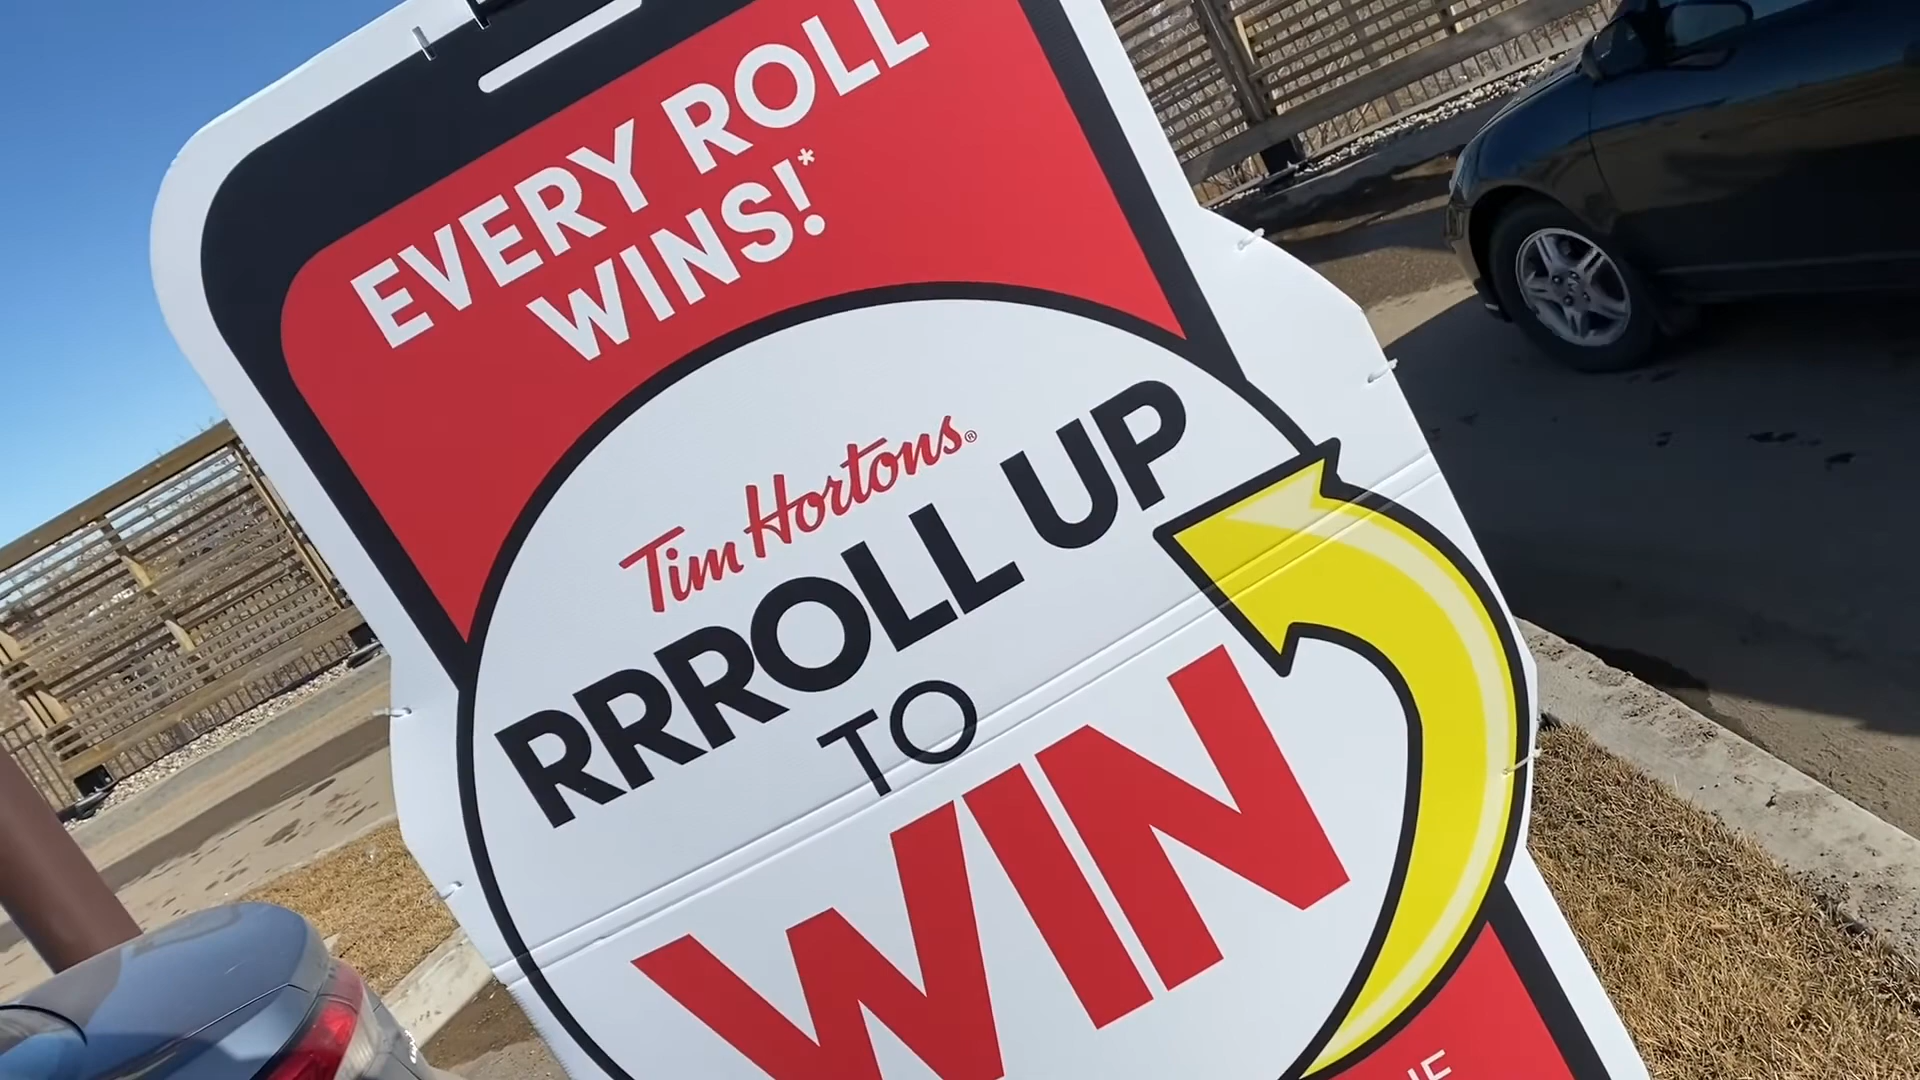 EVERY ROLL
WINS!*
Tim Hortons®
RRROLL UP
TO
WIN